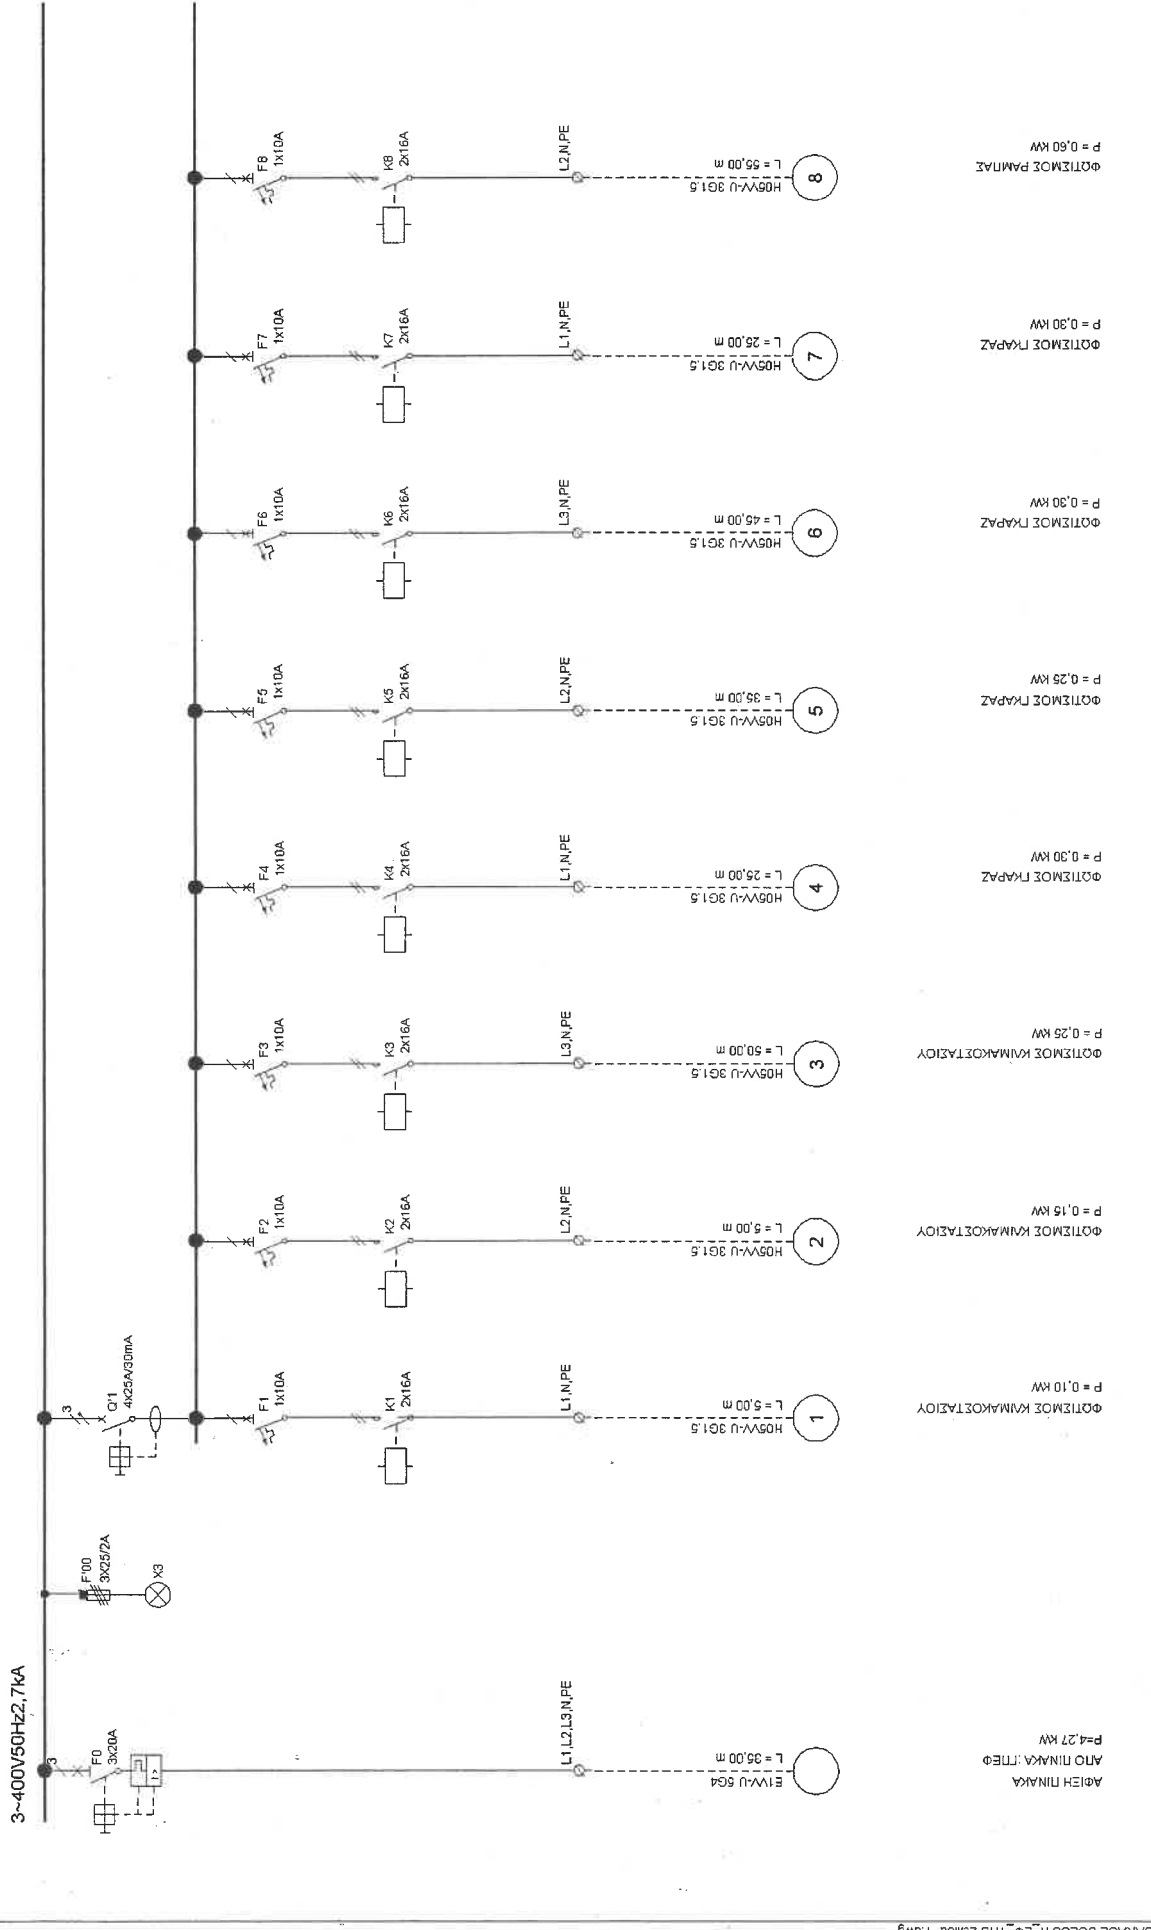 3~400V50Hz2,7kA
3
F0
3x20A
L1,L2,L3,N,PE
E1VV-U 5G4
L = 35,00 m
ΑΦΙΞΗ ΠΙΝΑΚΑ
ΑΠΟ ΠΙΝΑΚΑ :ΓΠΕΦ
P=4,27 kW
F'00
3X25/2A
X3
3
Q'1
4x25A/30mA
F1
1x10A
K1
2x16A
L1,N,PE
H05VV-U 3G1.5
L = 5,00 m
1
ΦΩΤΙΣΜΟΣ ΚΛΙΜΑΚΟΣΤΑΣΙΟΥ
P = 0,10 kW
F2
1x10A
K2
2x16A
L2,N,PE
H05VV-U 3G1.5
L = 5,00 m
2
ΦΩΤΙΣΜΟΣ ΚΛΙΜΑΚΟΣΤΑΣΙΟΥ
P = 0,15 kW
F3
1x10A
K3
2x16A
L3,N,PE
H05VV-U 3G1.5
L = 50,00 m
3
ΦΩΤΙΣΜΟΣ ΚΛΙΜΑΚΟΣΤΑΣΙΟΥ
P = 0,25 kW
F4
1x10A
K4
2x16A
L1,N,PE
H05VV-U 3G1.5
L = 25,00 m
4
ΦΩΤΙΣΜΟΣ ΓΚΑΡΑΖ
P = 0,30 kW
F5
1x10A
K5
2x16A
L2,N,PE
H05VV-U 3G1.5
L = 35,00 m
5
ΦΩΤΙΣΜΟΣ ΓΚΑΡΑΖ
P = 0,25 kW
F6
1x10A
K6
2x16A
L3,N,PE
H05VV-U 3G1.5
L = 45,00 m
6
ΦΩΤΙΣΜΟΣ ΓΚΑΡΑΖ
P = 0,30 kW
F7
1x10A
K7
2x16A
L1,N,PE
H05VV-U 3G1.5
L = 25,00 m
7
ΦΩΤΙΣΜΟΣ ΓΚΑΡΑΖ
P = 0,30 kW
F8
1x10A
K8
2x16A
L2,N,PE
H05VV-U 3G1.5
L = 55,00 m
8
ΦΩΤΙΣΜΟΣ ΡΑΜΠΑΣ
P = 0,60 kW